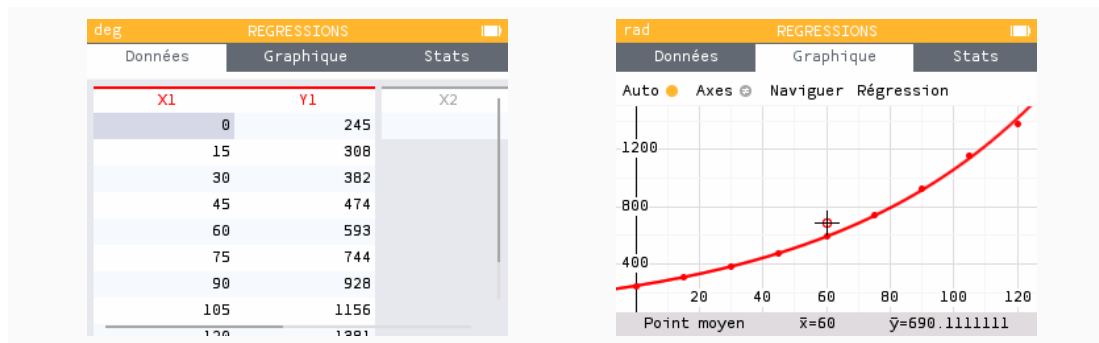 deg REGRESSIONS
Données Graphique Stats
X1 Y1 X2
0 245
15 308
30 382
45 474
60 593
75 744
90 928
105 1156
120 1381
rad REGRESSIONS
Données Graphique Stats
Auto Axes Naviguer Régression
1200
800
400
20 40 60 80 100 120
Point moyen x̄=60 ȳ=690.1111111